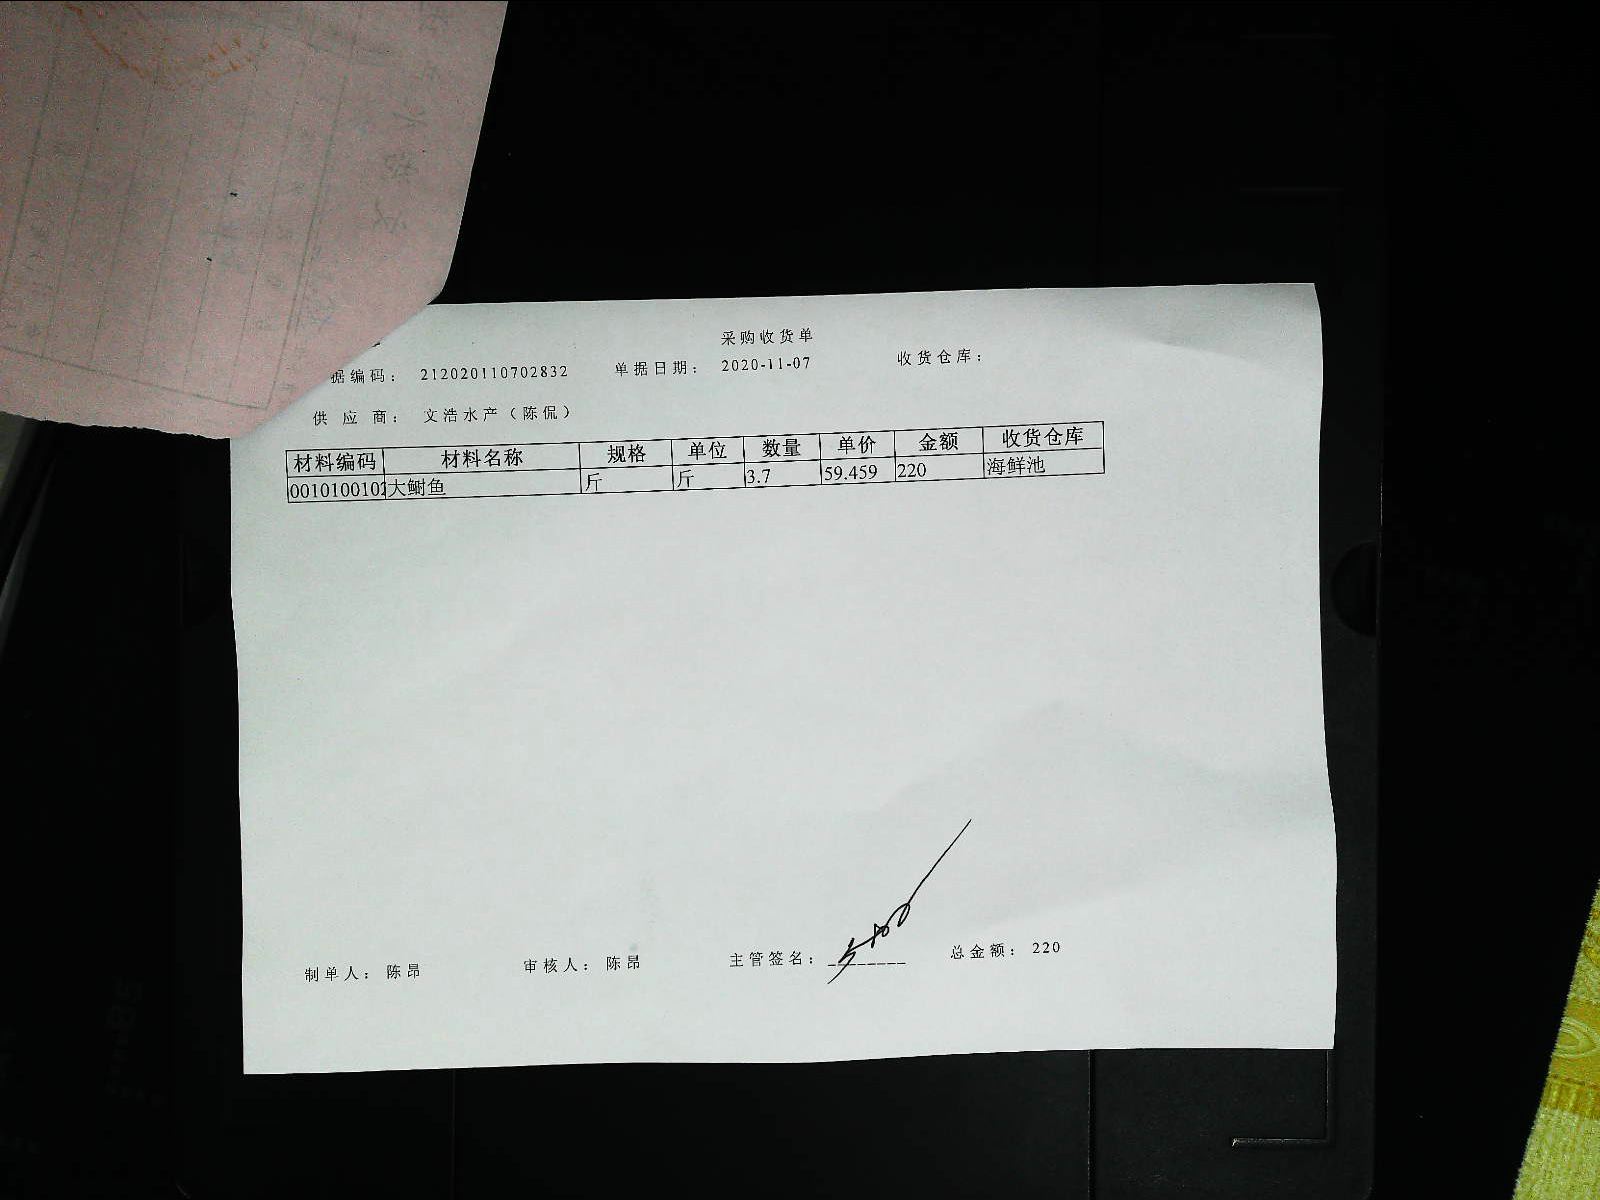 采购收货单
据编码： 212020110702832 单据日期： 2020-11-07 收货仓库：
供 应 商： 文浩水产（陈侃）
材料编码 材料名称 规格 单位 数量 单价 金额 收货仓库
0010100102 大鲥鱼 斤 斤 3.7 59.459 220 海鲜池
制单人： 陈昂 审核人： 陈昂 主管签名： 总金额： 220